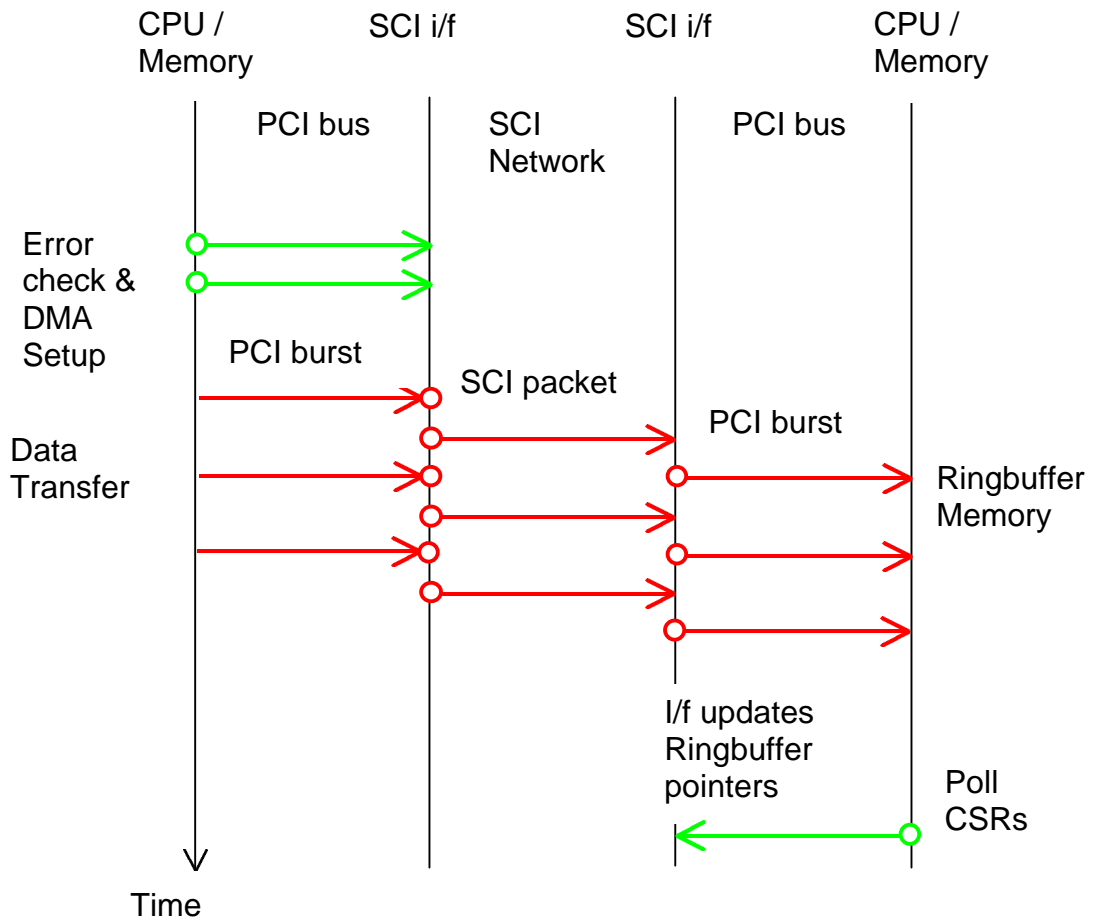 CPU /
Memory
SCI i/f
SCI i/f
CPU /
Memory
PCI bus
SCI
Network
PCI bus
Error
check &
DMA
Setup
PCI burst
SCI packet
PCI burst
Data
Transfer
Ringbuffer
Memory
I/f updates
Ringbuffer
pointers
Poll
CSRs
Time